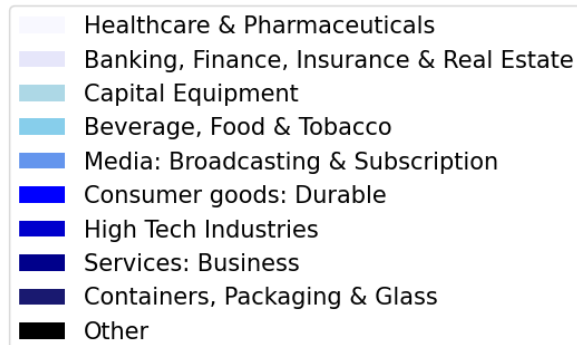 Healthcare & Pharmaceuticals
Banking, Finance, Insurance & Real Estate
Capital Equipment
Beverage, Food & Tobacco
Media: Broadcasting & Subscription
Consumer goods: Durable
High Tech Industries
Services: Business
Containers, Packaging & Glass
Other